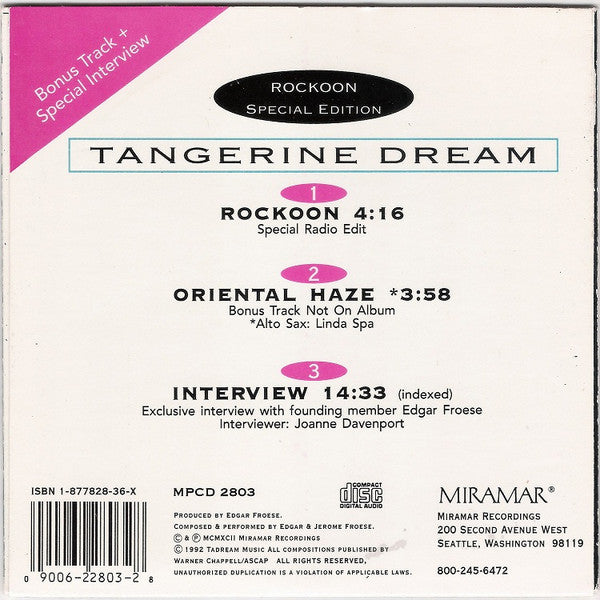 Bonus Track +
Special Interview
ROCKOON
SPECIAL EDITION
TANGERINE DREAM
1
ROCKOON 4:16
Special Radio Edit
2
ORIENTAL HAZE *3:58
Bonus Track Not On Album
*Alto Sax: Linda Spa
3
INTERVIEW 14:33 (indexed)
Exclusive interview with founding member Edgar Froese
Interviewer: Joanne Davenport
ISBN 1-877828-36-X
0 09006-22803-2 8
MPCD 2803
PRODUCED BY EDGAR FROESE.
COMPOSED & PERFORMED BY EDGAR & JEROME FROESE.
© & ℗ MCMXCII MIRAMAR RECORDINGS
© 1992 TADREAM MUSIC ALL COMPOSITIONS PUBLISHED BY
WARNER CHAPPELL/ASCAP ALL RIGHTS RESERVED,
UNAUTHORIZED DUPLICATION IS A VIOLATION OF APPLICABLE LAWS.
COMPACT
disc
DIGITAL AUDIO
MIRAMAR®
MIRAMAR RECORDINGS
200 SECOND AVENUE WEST
SEATTLE, WASHINGTON 98119
800-245-6472